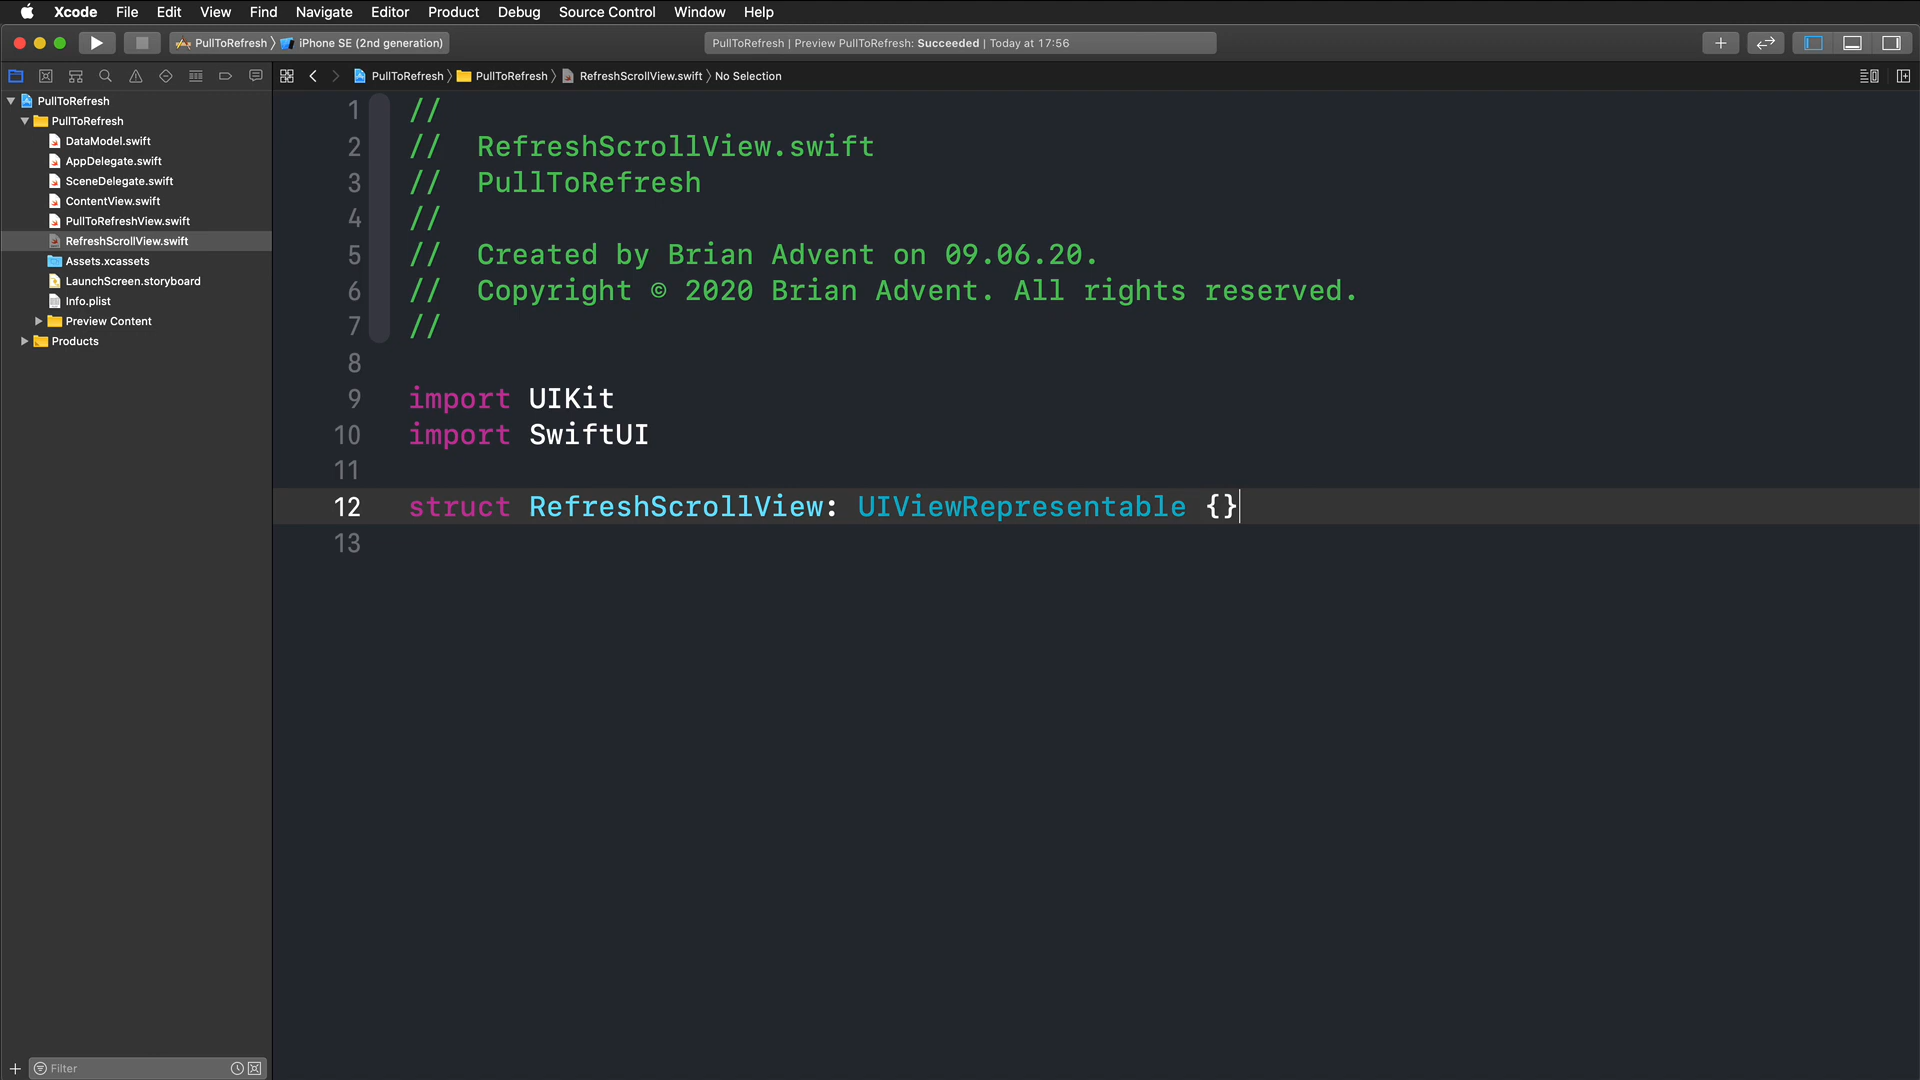 Xcode File Edit View Find Navigate Editor Product Debug Source Control Window Help
PullToRefresh iPhone SE (2nd generation) PullToRefresh | Preview PullToRefresh: Succeeded | Today at 17:56
PullToRefresh PullToRefresh RefreshScrollView.swift No Selection
PullToRefresh
PullToRefresh
DataModel.swift
AppDelegate.swift
SceneDelegate.swift
ContentView.swift
PullToRefreshView.swift
RefreshScrollView.swift
Assets.xcassets
LaunchScreen.storyboard
Info.plist
Preview Content
Products
Filter
1 //
2 // RefreshScrollView.swift
3 // PullToRefresh
4 //
5 // Created by Brian Advent on 09.06.20.
6 // Copyright © 2020 Brian Advent. All rights reserved.
7 //
8
9 import UIKit
10 import SwiftUI
11
12 struct RefreshScrollView: UIViewRepresentable {}
13